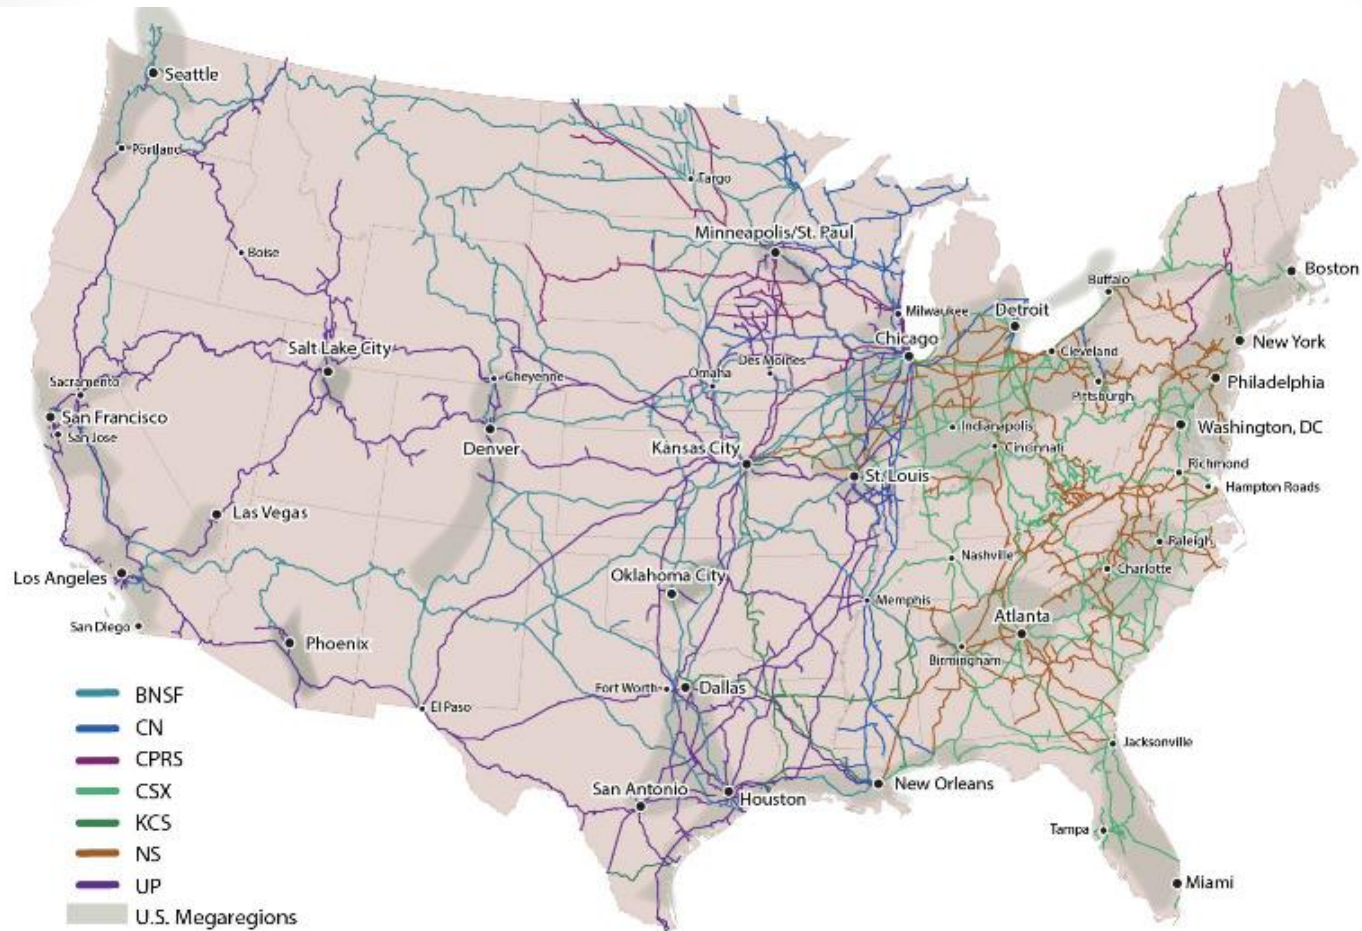 Seattle
Portland
Fargo
Minneapolis/St. Paul
Boise
Boston
Buffalo
Milwaukee
Detroit
Chicago
New York
Salt Lake City
Cleveland
Des Moines
Omaha
Cheyenne
Sacramento
Philadelphia
Pittsburgh
San Francisco
San Jose
Indianapolis
Washington, DC
Denver
Kansas City
Cincinnati
Richmond
St. Louis
Hampton Roads
Las Vegas
Raleigh
Nashville
Los Angeles
Oklahoma City
Charlotte
Memphis
San Diego
Atlanta
Phoenix
Birmingham
Fort Worth
Dallas
El Paso
Jacksonville
San Antonio
Houston
New Orleans
Tampa
Miami
BNSF
CN
CPRS
CSX
KCS
NS
UP
U.S. Megaregions